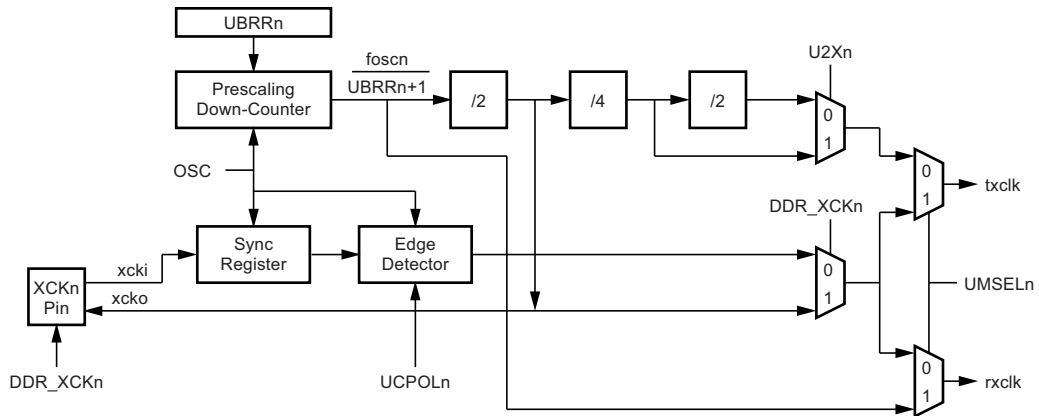 UBRRn
foscn
UBRRn+1
U2Xn
Prescaling
Down-Counter
/2
/4
/2
0
1
OSC
0
1
txclk
DDR_XCKn
Sync
Register
Edge
Detector
xcki
0
1
XCKn
Pin
xcko
UMSELn
DDR_XCKn
UCPOLn
0
1
rxclk